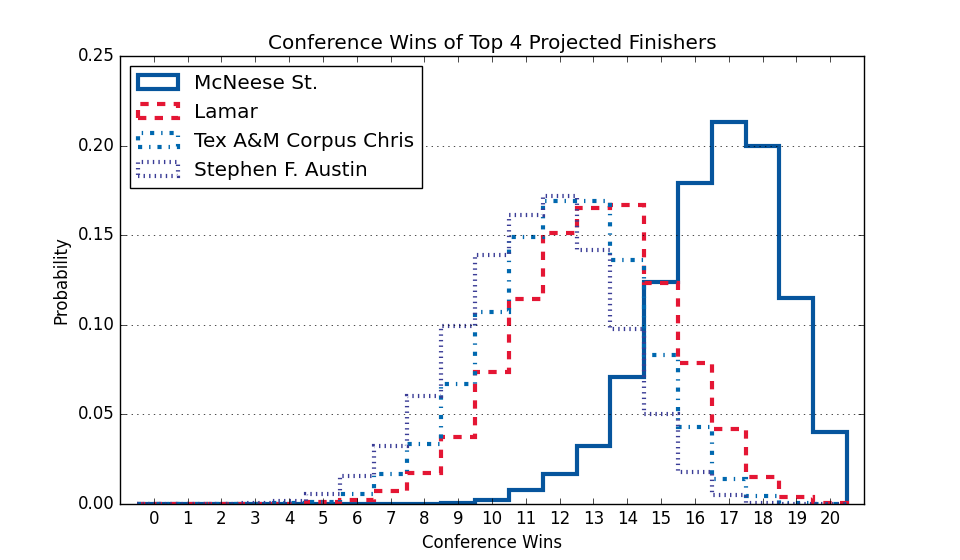 Conference Wins of Top 4 Projected Finishers
0.25
McNeese St.
Lamar
Tex A&M Corpus Chris
Stephen F. Austin
0.20
0.15
0.10
0.05
0.00
Probability
0 1 2 3 4 5 6 7 8 9 10 11 12 13 14 15 16 17 18 19 20
Conference Wins